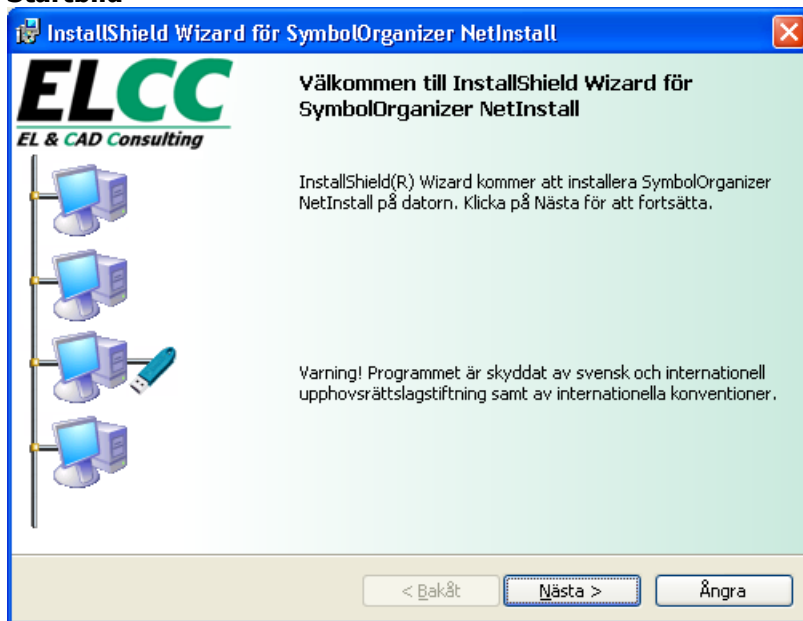 Startbild
InstallShield Wizard för SymbolOrganizer NetInstall
ELCC
EL & CAD Consulting
Välkommen till InstallShield Wizard för
SymbolOrganizer NetInstall
InstallShield(R) Wizard kommer att installera SymbolOrganizer
NetInstall på datorn. Klicka på Nästa för att fortsätta.
Varning! Programmet är skyddat av svensk och internationell
upphovsrättslagstiftning samt av internationella konventioner.
< Bakåt
Nästa >
Ångra